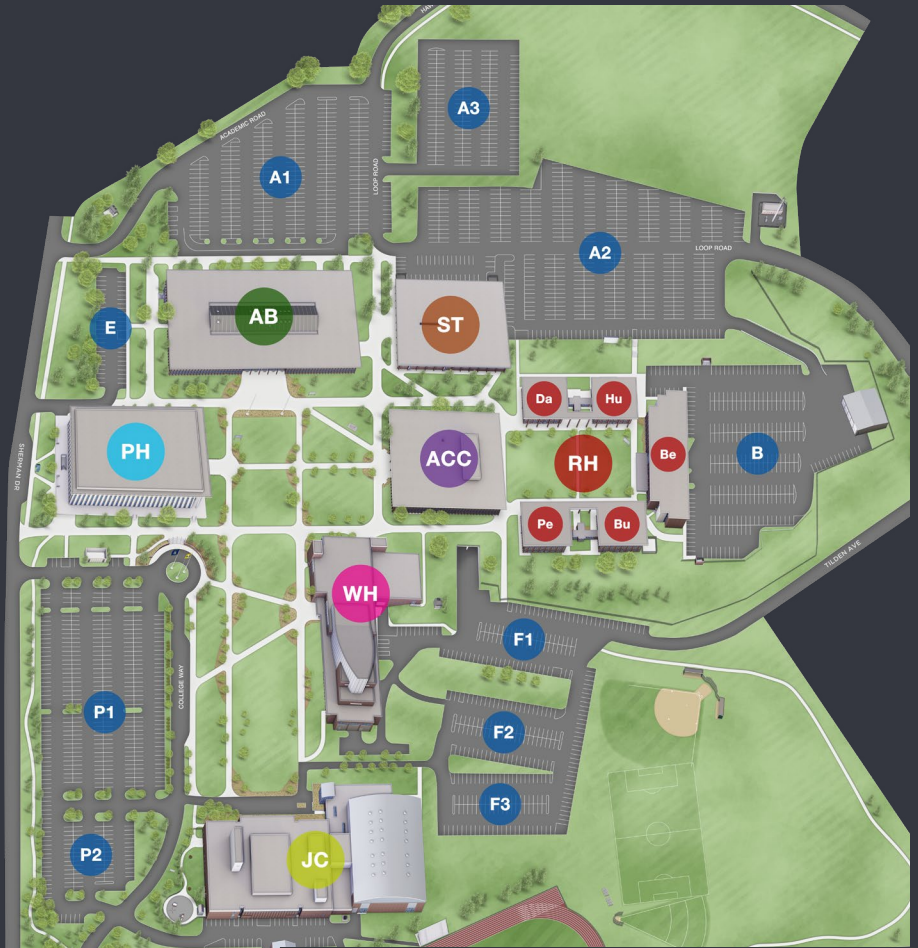 A3
ACADEMIC ROAD
A1
LOOP ROAD
A2
LOOP ROAD
E
AB
ST
Da
Hu
PH
ACC
RH
Be
B
SHERMAN DR
Pe
Bu
TILDEN AVE
WH
F1
COLLEGE WAY
P1
F2
F3
P2
JC